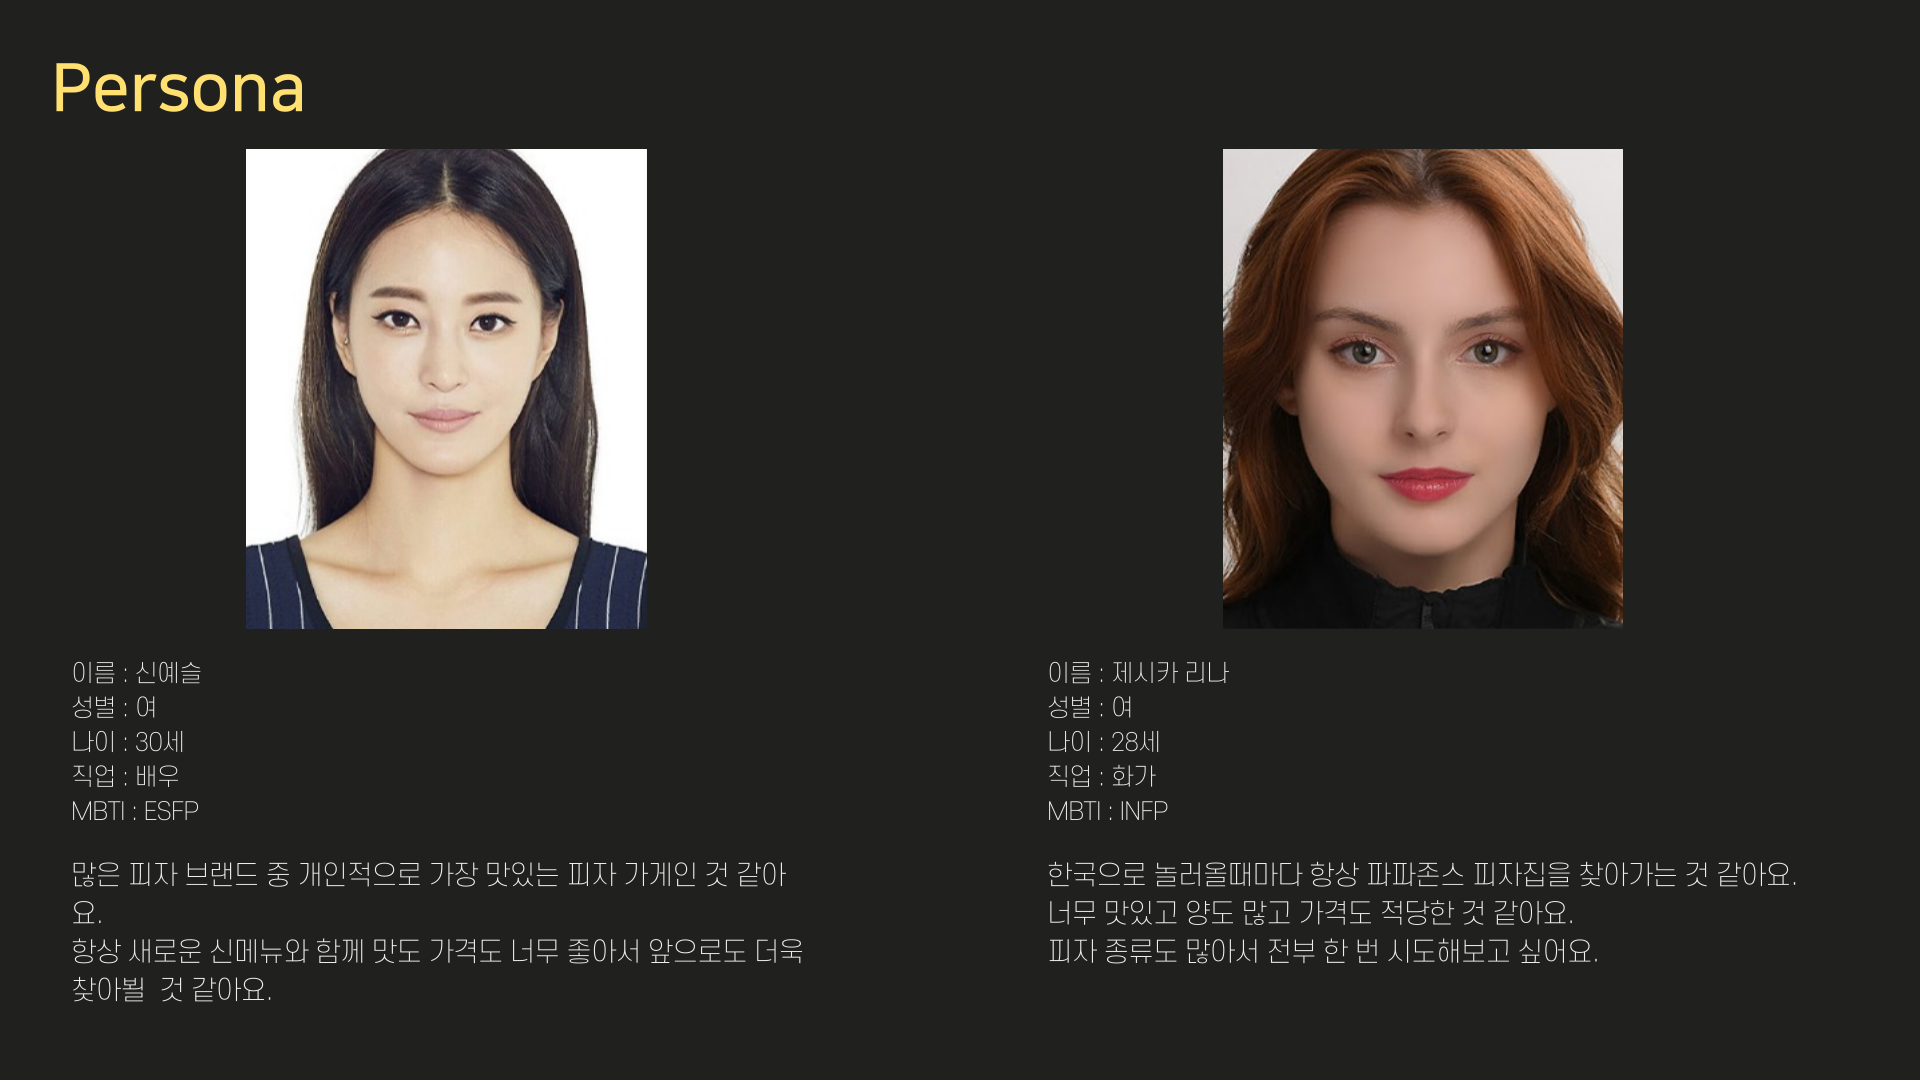 Persona
이름 : 신예슬
성별 : 여
나이 : 30세
직업 : 배우
MBTI : ESFP
많은 피자 브랜드 중 개인적으로 가장 맛있는 피자 가게인 것 같아
요.
항상 새로운 신메뉴와 함께 맛도 가격도 너무 좋아서 앞으로도 더욱
찾아뵐  것 같아요.
이름 : 제시카 리나
성별 : 여
나이 : 28세
직업 : 화가
MBTI : INFP
한국으로 놀러올때마다 항상 파파존스 피자집을 찾아가는 것 같아요.
너무 맛있고 양도 많고 가격도 적당한 것 같아요.
피자 종류도 많아서 전부 한 번 시도해보고 싶어요.